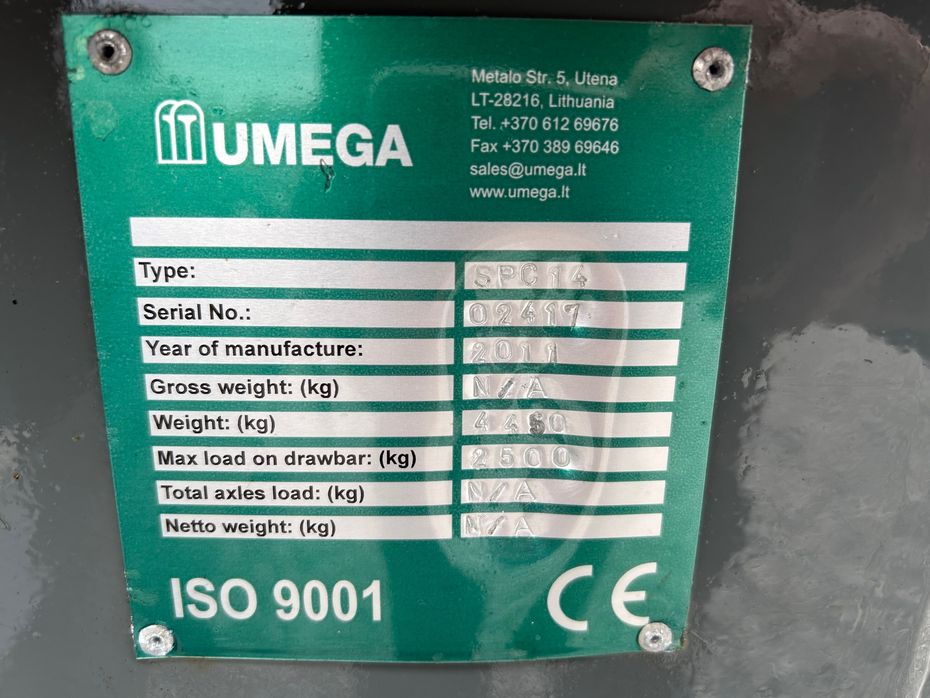 UMEGA
Metalo Str. 5, Utena
LT-28216, Lithuania
Tel. +370 612 69676
Fax +370 389 69646
sales@umega.lt
www.umega.lt
Type: SPC14
Serial No.: 02417
Year of manufacture: 2011
Gross weight: (kg) N/A
Weight: (kg) 4450
Max load on drawbar: (kg) 2500
Total axles load: (kg) N/A
Netto weight: (kg) N/A
ISO 9001 CE